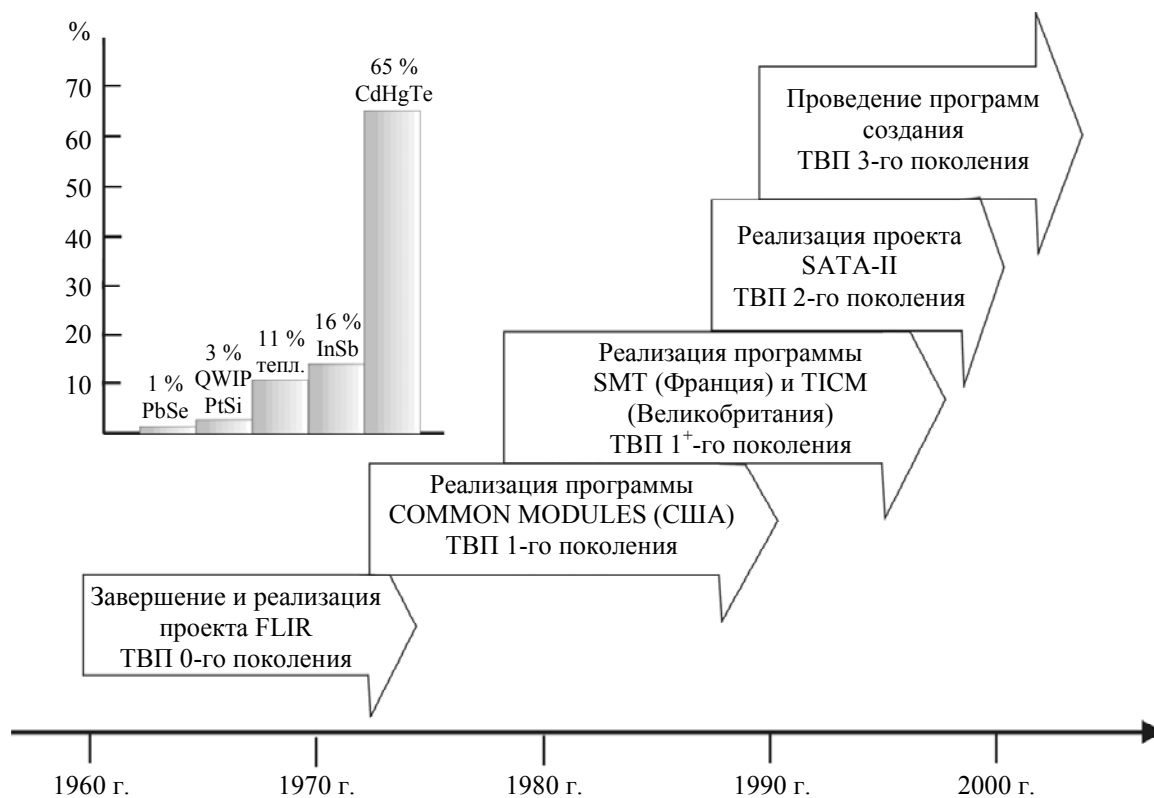 %
70
60
50
40
30
20
10
1 %
PbSe
3 %
QWIP
PtSi
11 %
тепл.
16 %
InSb
65 %
CdHgTe
Проведение программ
создания
ТВП 3-го поколения
Реализация проекта
SATA-II
ТВП 2-го поколения
Реализация программы
SMT (Франция) и TICM
(Великобритания)
ТВП 1⁺-го поколения
Реализация программы
COMMON MODULES (США)
ТВП 1-го поколения
Завершение и реализация
проекта FLIR
ТВП 0-го поколения
1960 г.
1970 г.
1980 г.
1990 г.
2000 г.